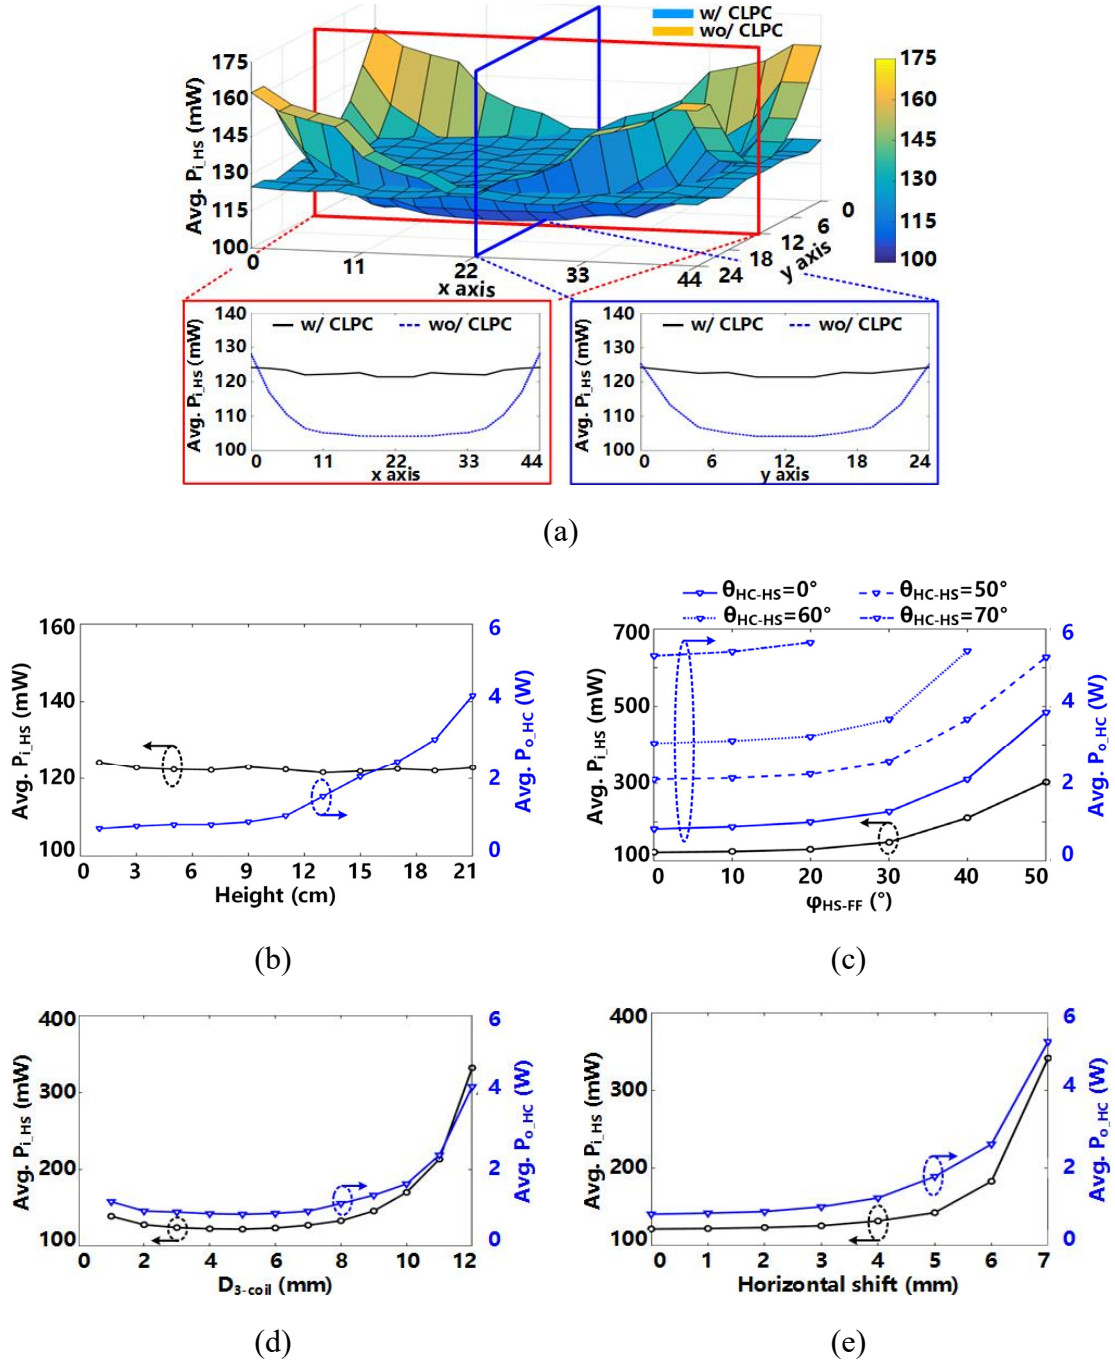 w/ CLPC
wo/ CLPC
Avg. P_i_HS (mW)
175
160
145
130
115
100
0
11
22
33
44
x axis
24
18
12
6
0
y axis
175
160
145
130
115
100
Avg. P_i_HS (mW)
140
130
120
110
100
w/ CLPC wo/ CLPC
0 11 22 33 44
x axis
Avg. P_i_HS (mW)
140
130
120
110
100
w/ CLPC wo/ CLPC
0 6 12 18 24
y axis
(a)
Avg. P_i_HS (mW)
160
140
120
100
0 3 6 9 12 15 18 21
Height (cm)
6
4
2
0
Avg. P_o_HC (W)
(b)
θHC-HS=0° θHC-HS=50°
θHC-HS=60° θHC-HS=70°
Avg. P_i_HS (mW)
700
500
300
100
0 10 20 30 40 50
φHS-FF (°)
6
4
2
0
Avg. P_o_HC (W)
(c)
Avg. P_i_HS (mW)
400
300
200
100
0 2 4 6 8 10 12
D3-coil (mm)
6
4
2
0
Avg. P_o_HC (W)
(d)
Avg. P_i_HS (mW)
400
300
200
100
0 1 2 3 4 5 6 7
Horizontal shift (mm)
6
4
2
0
Avg. P_o_HC (W)
(e)